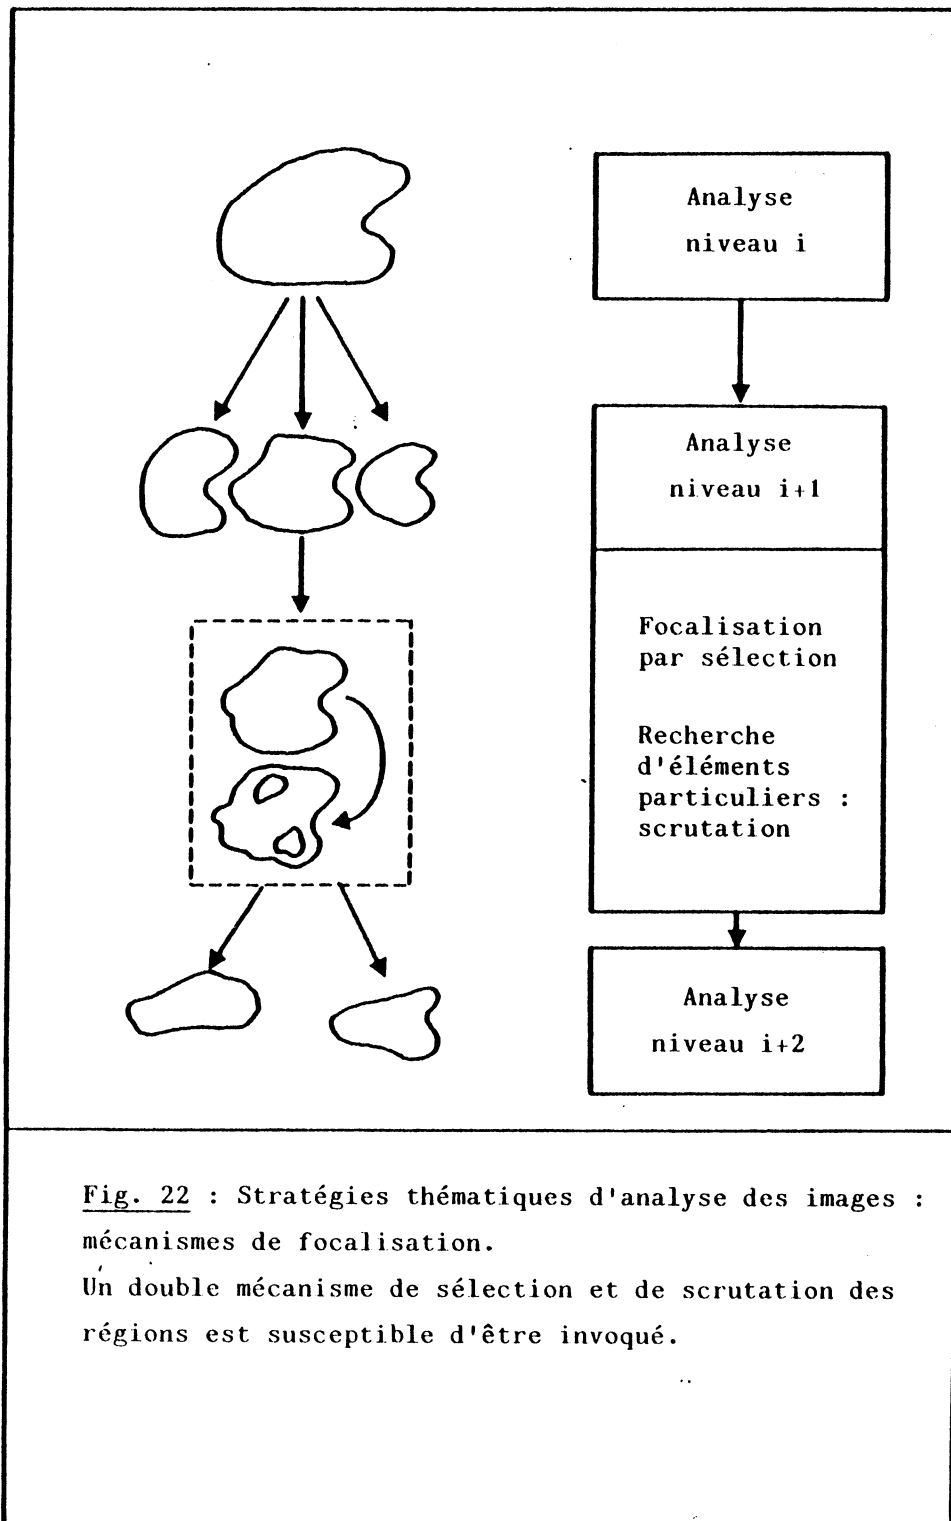 Analyse
niveau i
Analyse
niveau i+1
Focalisation
par sélection
Recherche
d'éléments
particuliers :
scrutation
Analyse
niveau i+2
Fig. 22 : Stratégies thématiques d'analyse des images :
mécanismes de focalisation.
Un double mécanisme de sélection et de scrutation des
régions est susceptible d'être invoqué.